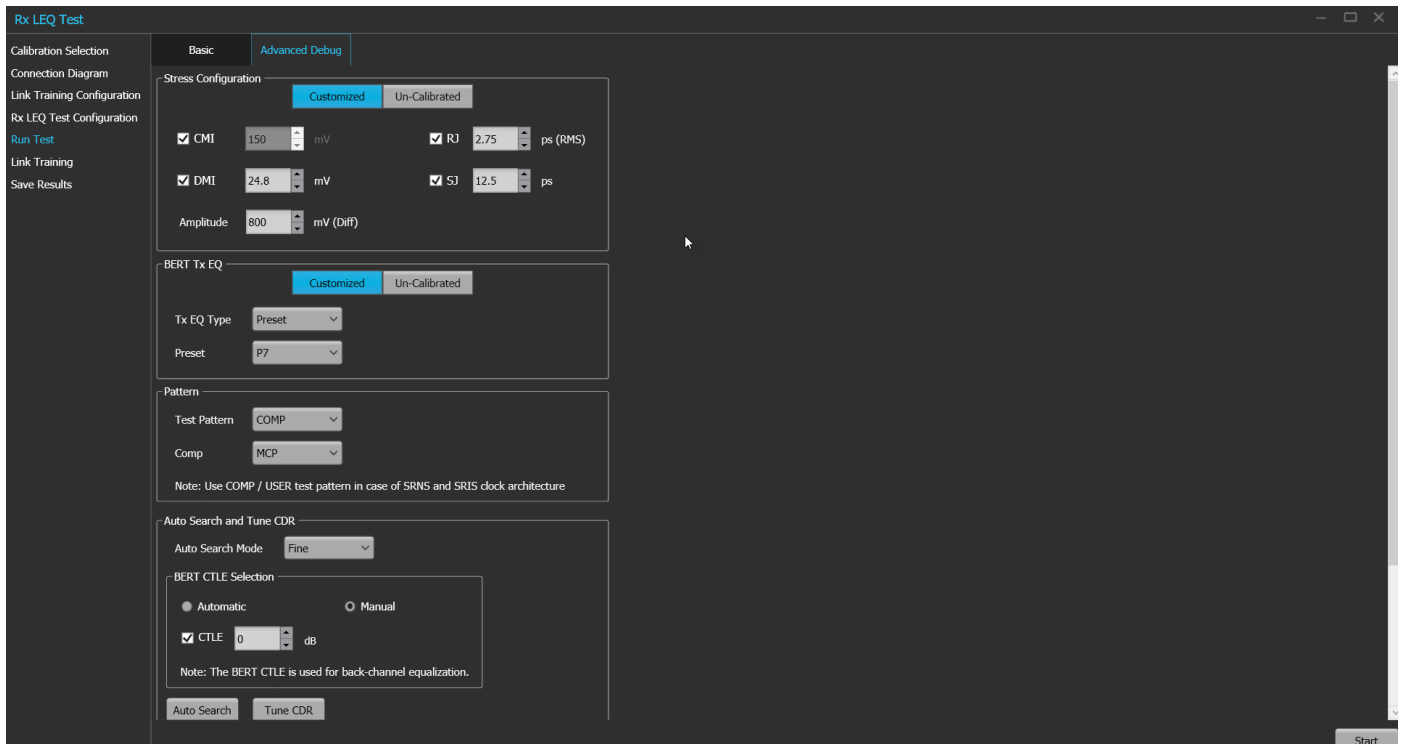 Rx LEQ Test
Calibration Selection
Connection Diagram
Link Training Configuration
Rx LEQ Test Configuration
Run Test
Link Training
Save Results
Basic
Advanced Debug
Stress Configuration
Customized Un-Calibrated
CMI 150 mV RJ 2.75 ps (RMS)
DMI 24.8 mV SJ 12.5 ps
Amplitude 800 mV (Diff)
BERT Tx EQ
Customized Un-Calibrated
Tx EQ Type Preset
Preset P7
Pattern
Test Pattern COMP
Comp MCP
Note: Use COMP / USER test pattern in case of SRNS and SRIS clock architecture
Auto Search and Tune CDR
Auto Search Mode Fine
BERT CTLE Selection
Automatic Manual
CTLE 0 dB
Note: The BERT CTLE is used for back-channel equalization.
Auto Search Tune CDR
Start